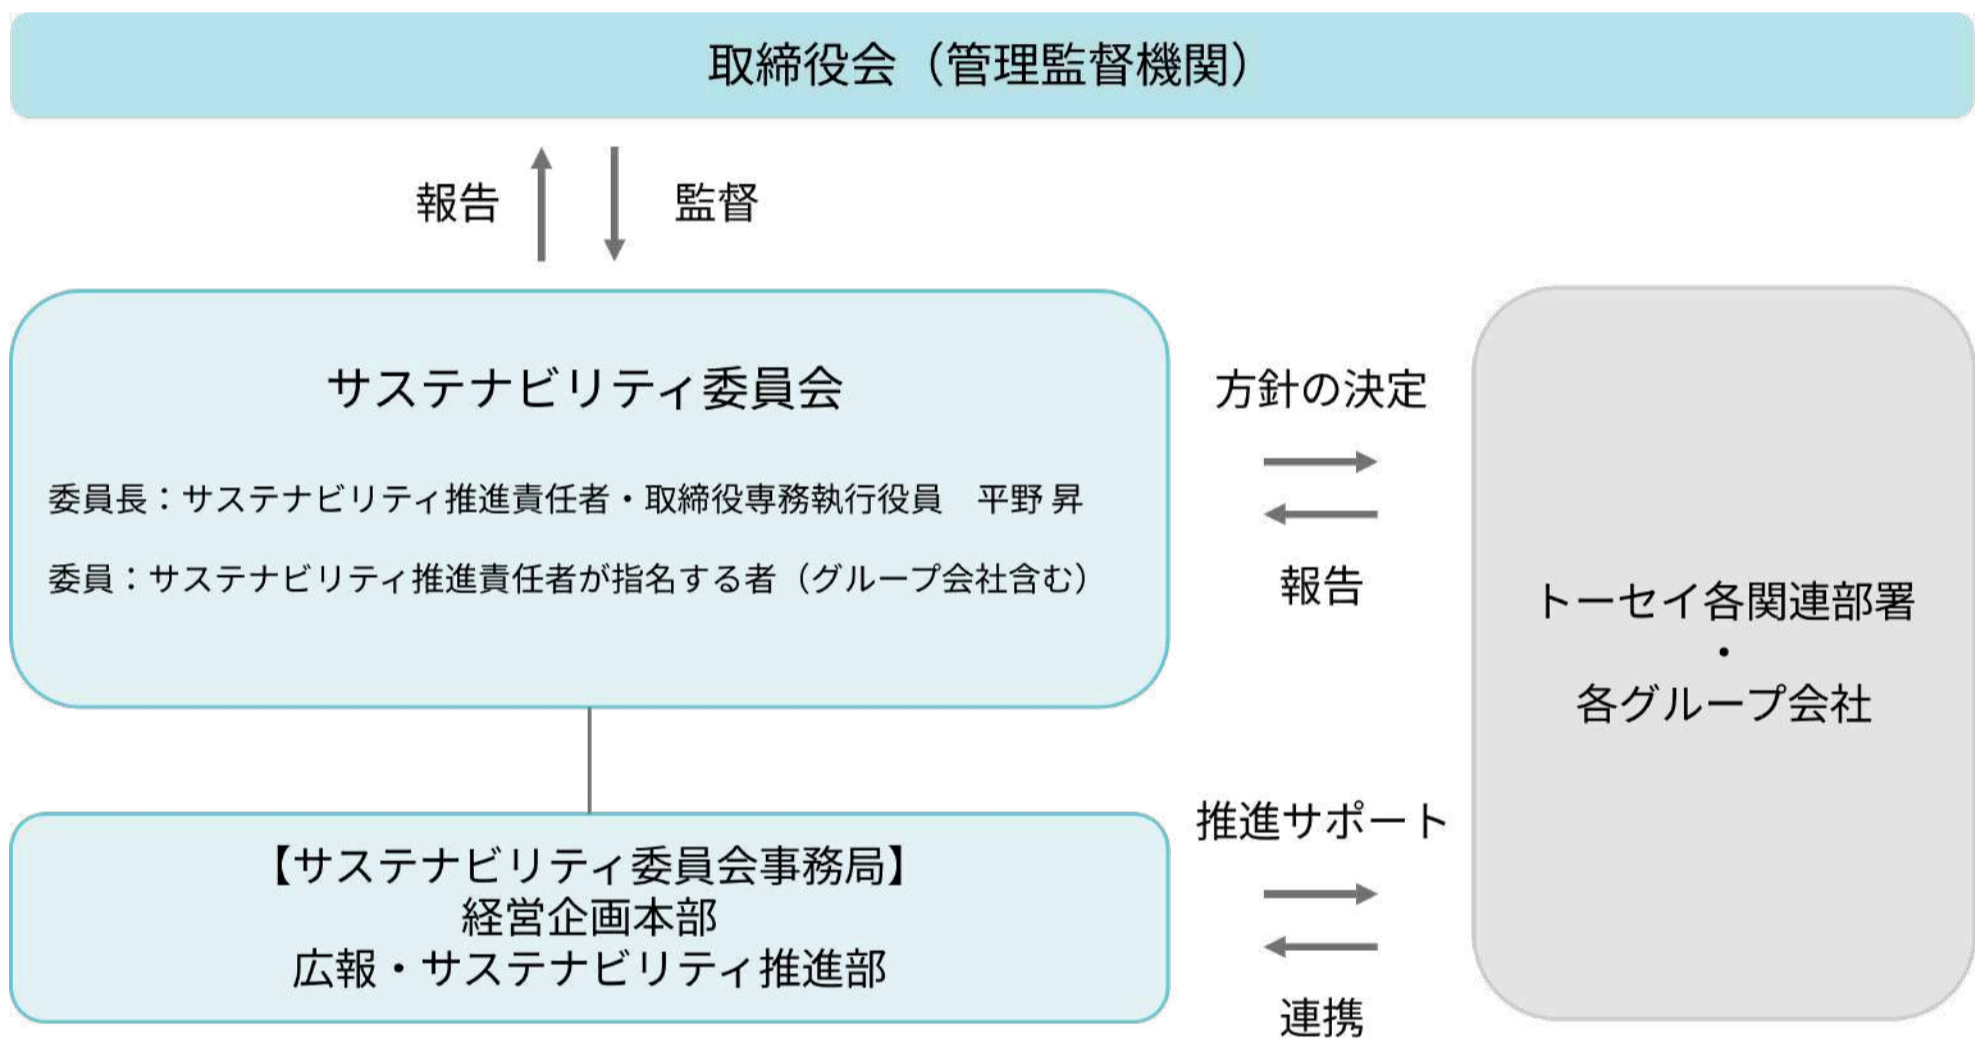 取締役会（管理監督機関）
報告
監督
サステナビリティ委員会
委員長：サステナビリティ推進責任者・取締役専務執行役員　平野 昇
委員：サステナビリティ推進責任者が指名する者（グループ会社含む）
方針の決定
報告
トーセイ各関連部署
・
各グループ会社
【サステナビリティ委員会事務局】
経営企画本部
広報・サステナビリティ推進部
推進サポート
連携